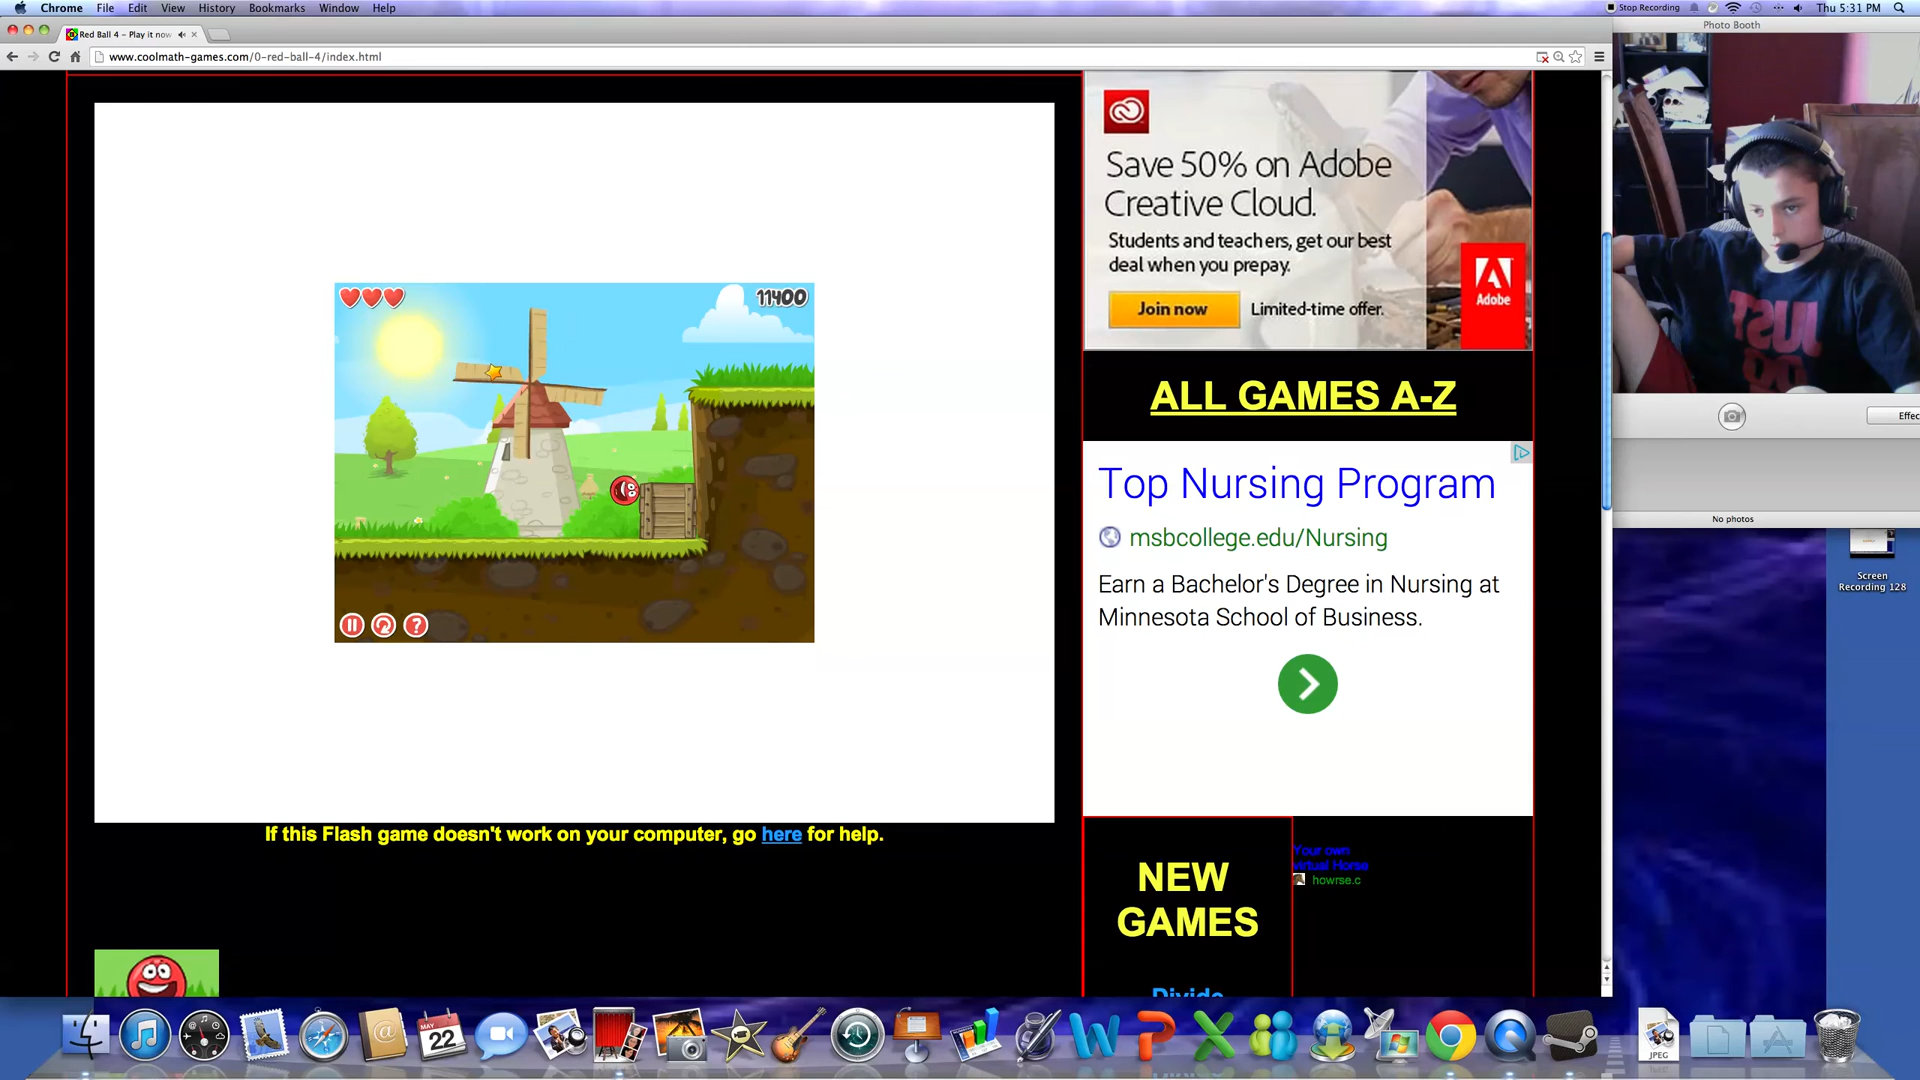 Chrome File Edit View History Bookmarks Window Help
Stop Recording
Thu 5:31 PM
Red Ball 4 – Play it now
www.coolmath-games.com/0-red-ball-4/index.html
Photo Booth
11400
Save 50% on Adobe
Creative Cloud.
Students and teachers, get our best
deal when you prepay.
Join now
Limited-time offer.
Adobe
ALL GAMES A-Z
Effec
No photos
Top Nursing Program
msbcollege.edu/Nursing
Earn a Bachelor's Degree in Nursing at
Minnesota School of Business.
Screen
Recording 128
If this Flash game doesn't work on your computer, go here for help.
NEW
GAMES
Your own
virtual Horse
howrse.c
Divide
MAY
22
JPEG